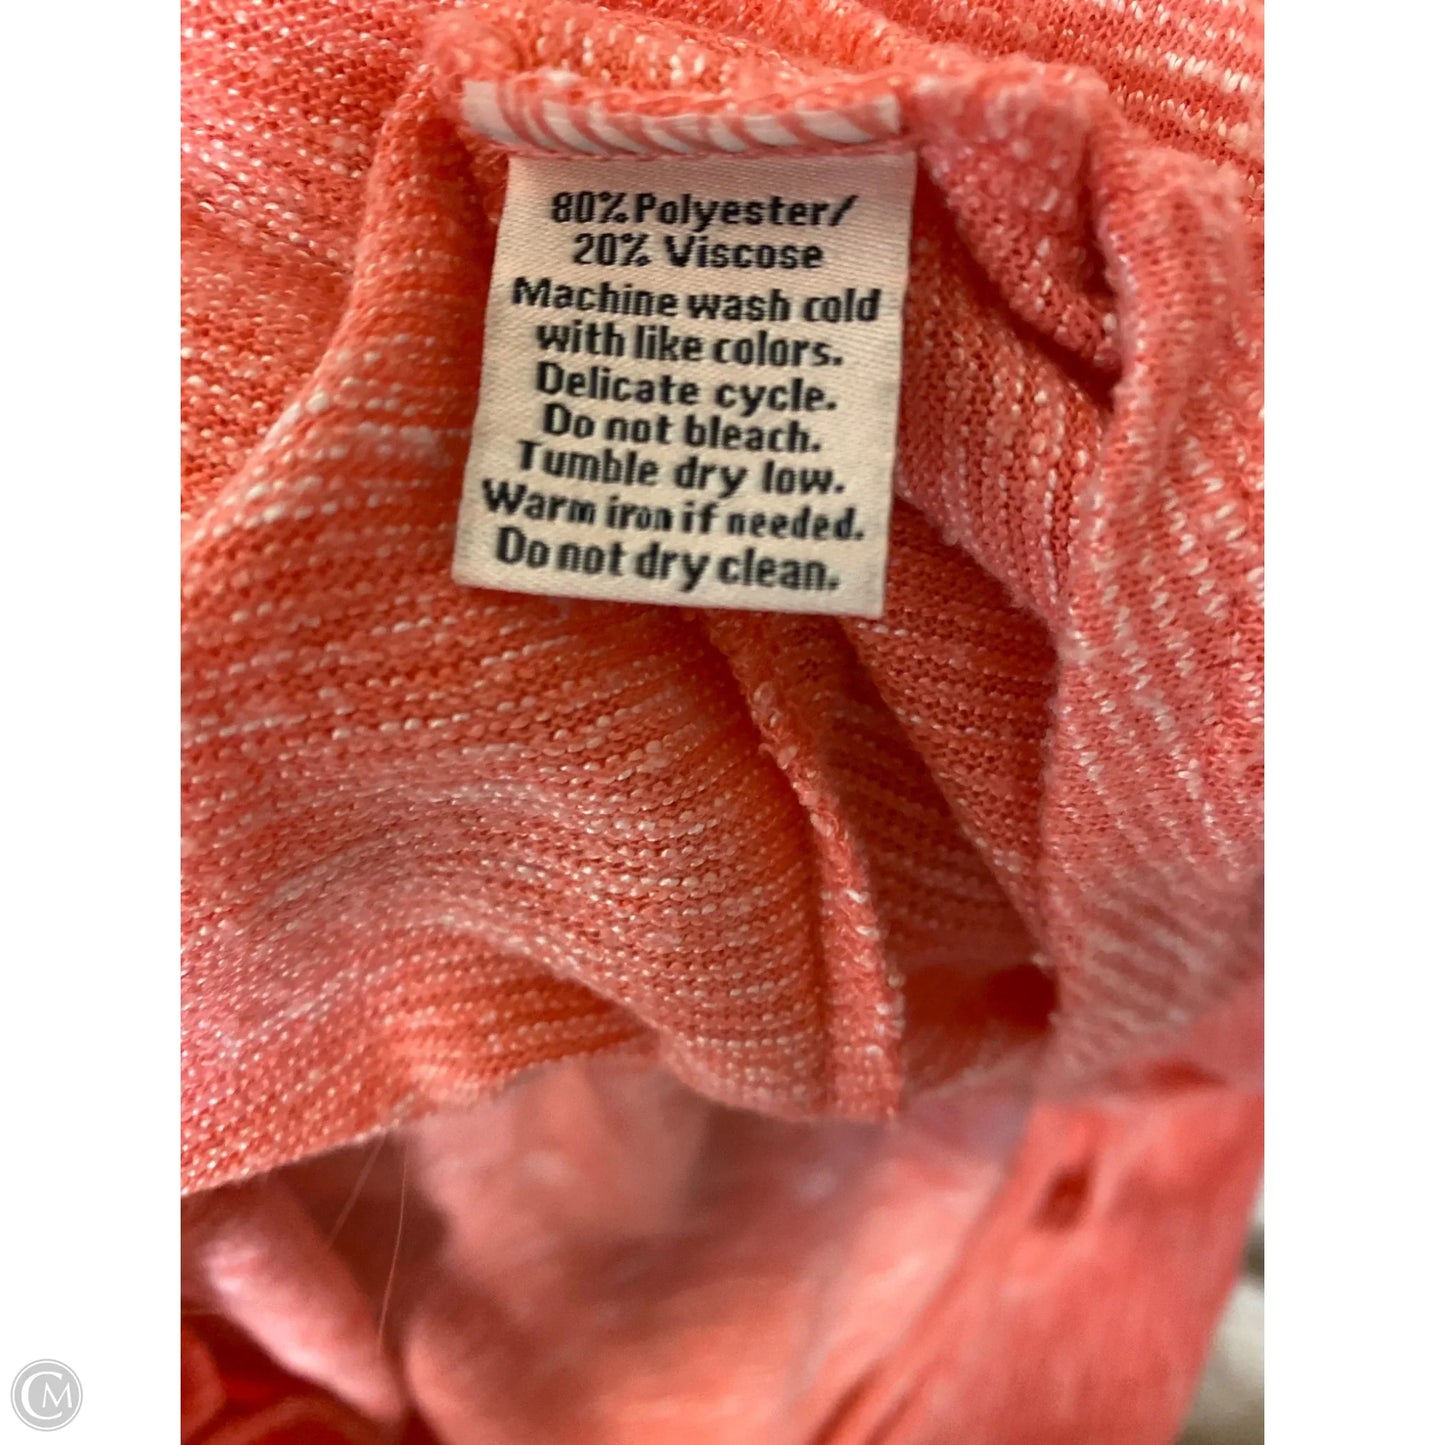 80% Polyester/
20% Viscose
Machine wash cold
with like colors.
Delicate cycle.
Do not bleach.
Tumble dry low.
Warm iron if needed.
Do not dry clean.
CM